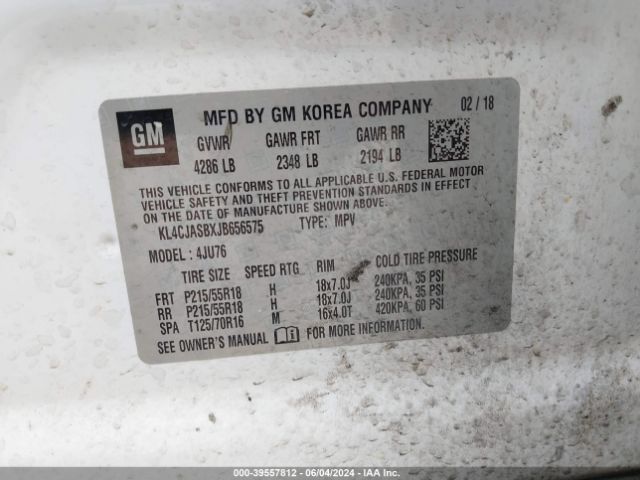 GM
MFD BY GM KOREA COMPANY 02 / 18
GVWR GAWR FRT GAWR RR
4286 LB 2348 LB 2194 LB
THIS VEHICLE CONFORMS TO ALL APPLICABLE U.S. FEDERAL MOTOR
VEHICLE SAFETY AND THEFT PREVENTION STANDARDS IN EFFECT
ON THE DATE OF MANUFACTURE SHOWN ABOVE.
KL4CJASBXJB656575 TYPE: MPV
MODEL: 4JU76
TIRE SIZE SPEED RTG RIM COLD TIRE PRESSURE
FRT P215/55R18 H 18x7.0J 240KPA, 35 PSI
RR P215/55R18 H 18x7.0J 240KPA, 35 PSI
SPA T125/70R16 M 16x4.0T 420KPA, 60 PSI
SEE OWNER'S MANUAL FOR MORE INFORMATION.
000-39557812 - 06/04/2024 - IAA Inc.